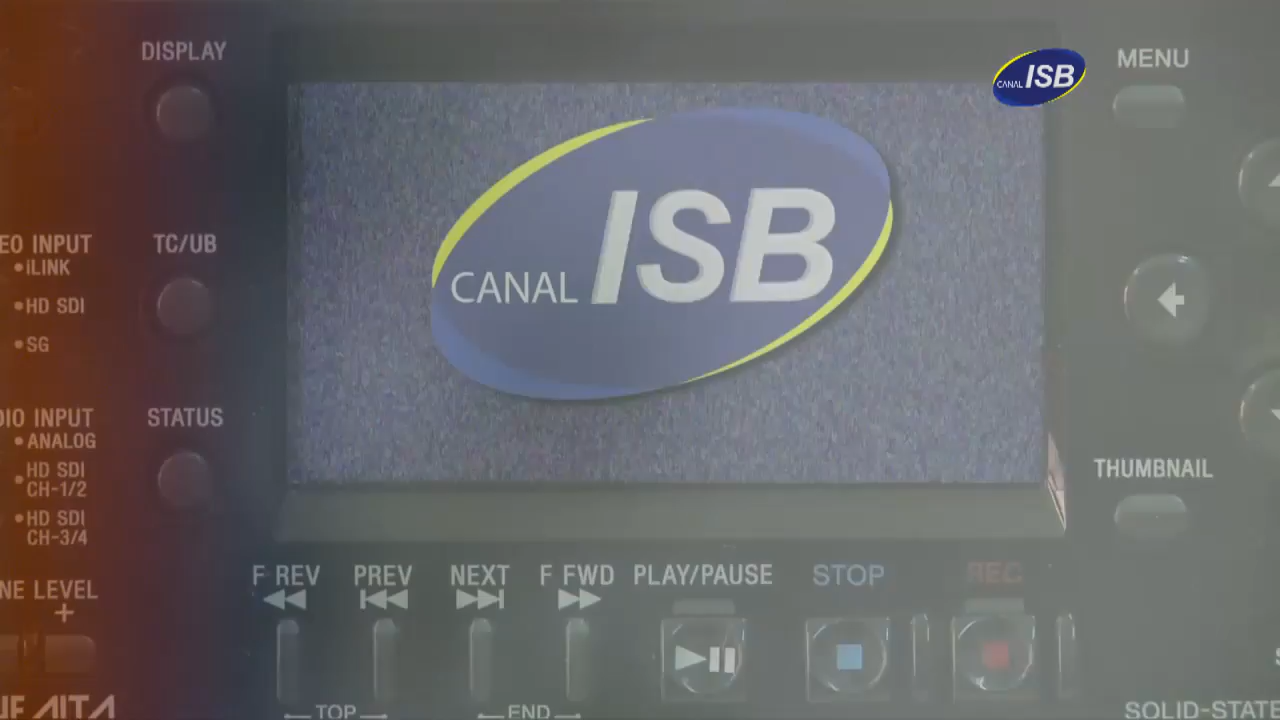 DISPLAY
MENU
CANAL ISB
CANAL ISB
EO INPUT
•iLINK
•HD SDI
•SG
TC/UB
DIO INPUT
•ANALOG
•HD SDI
CH-1/2
•HD SDI
CH-3/4
STATUS
THUMBNAIL
NE LEVEL
+
F REV
PREV
NEXT
F FWD
PLAY/PAUSE
STOP
REC
TOP
END
SOLID-STATE